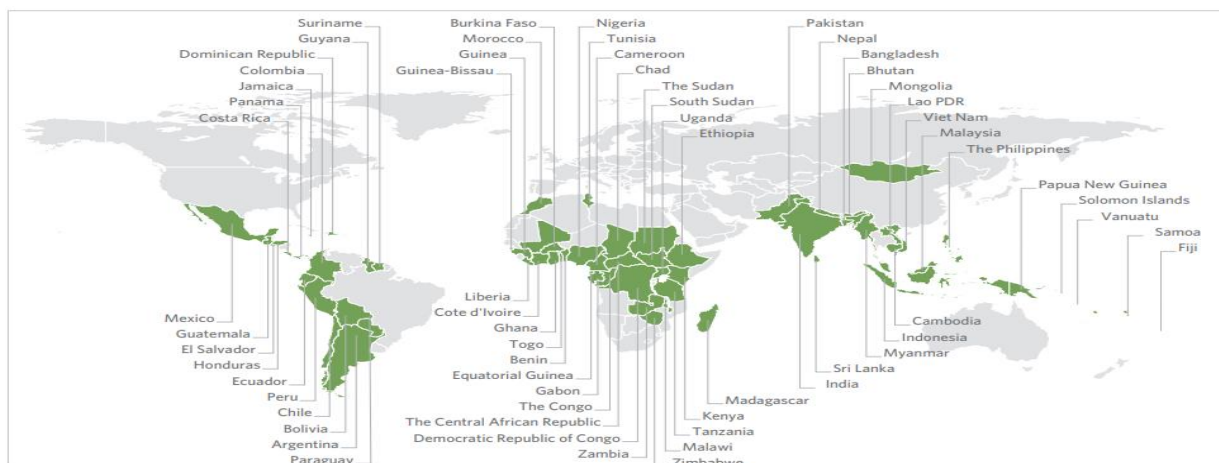 Suriname
Guyana
Dominican Republic
Colombia
Jamaica
Panama
Costa Rica
Burkina Faso
Morocco
Guinea
Guinea-Bissau
Nigeria
Tunisia
Cameroon
Chad
The Sudan
South Sudan
Uganda
Ethiopia
Pakistan
Nepal
Bangladesh
Bhutan
Mongolia
Lao PDR
Viet Nam
Malaysia
The Philippines
Papua New Guinea
Solomon Islands
Vanuatu
Samoa
Fiji
Mexico
Guatemala
El Salvador
Honduras
Ecuador
Peru
Chile
Bolivia
Argentina
Paraguay
Liberia
Cote d'Ivoire
Ghana
Togo
Benin
Equatorial Guinea
Gabon
The Congo
The Central African Republic
Democratic Republic of Congo
Zambia
Zimbabwe
Malawi
Tanzania
Kenya
Madagascar
Cambodia
Indonesia
Myanmar
Sri Lanka
India